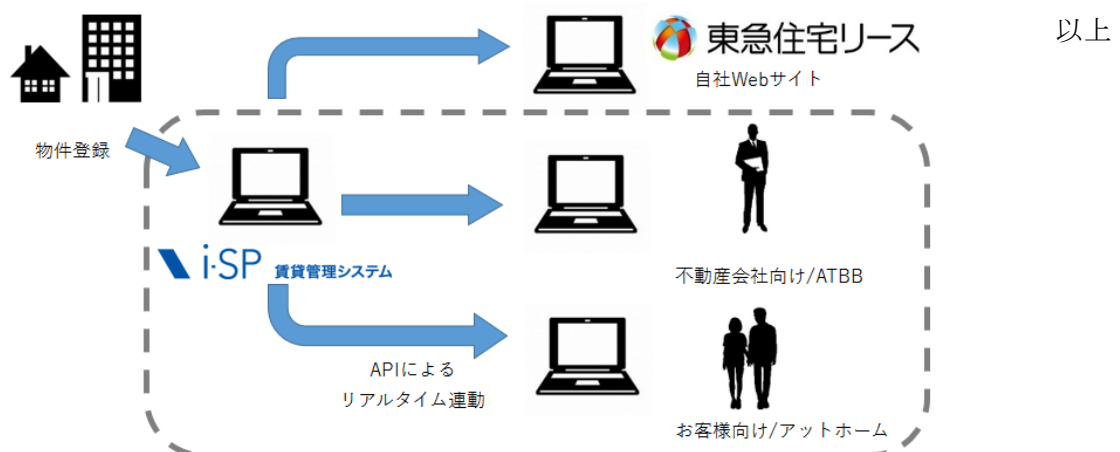 以上
東急住宅リース
自社Webサイト
物件登録
i-SP 賃貸管理システム
不動産会社向け/ATBB
APIによる
リアルタイム連動
お客様向け/アットホーム